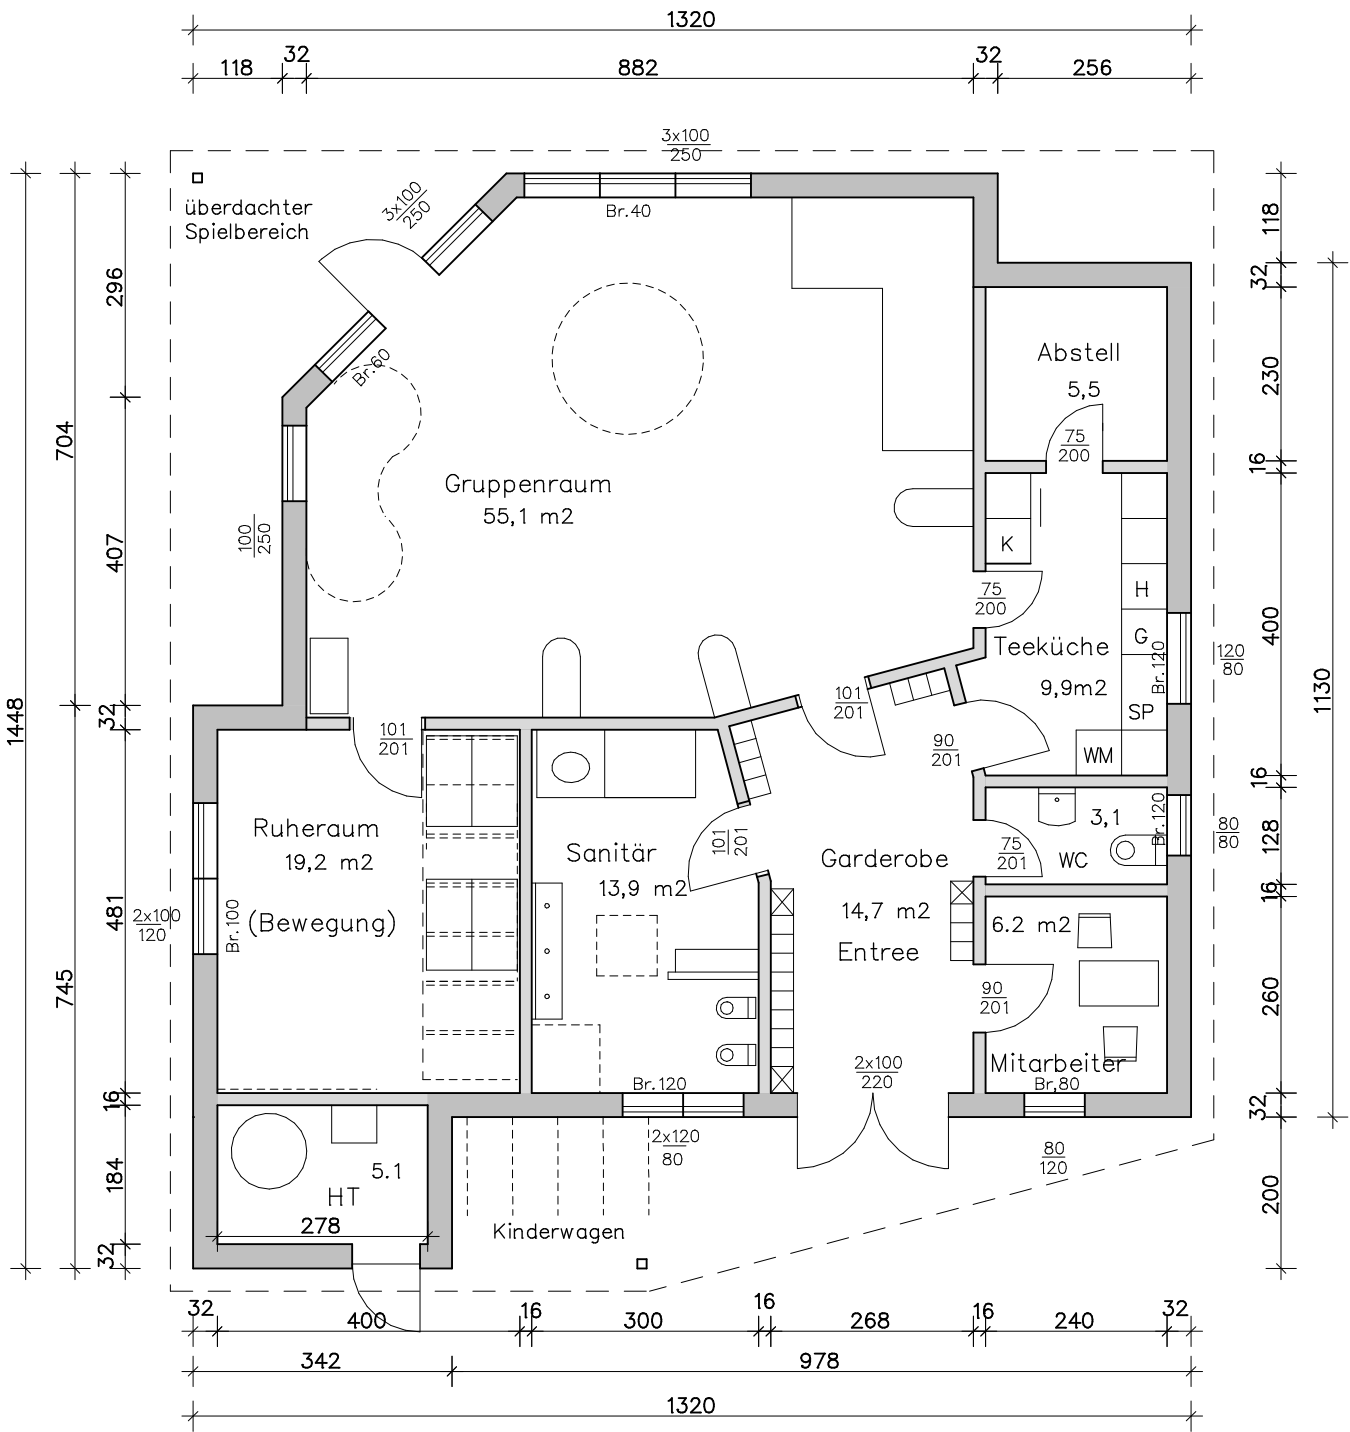 1320
118
32
882
32
256
3x100
250
überdachter
Spielbereich
3x100
250
Br.40
Br.60
118
32
230
16
400
16
128
16
260
32
200
1130
1448
704
745
296
407
32
481
16
184
32
Abstell
5,5
75
200
Gruppenraum
55,1 m2
100
250
K
75
200
H
G
SP
WM
Teeküche
9,9m2
Br.120
120
80
101
201
101
201
90
201
Ruheraum
19,2 m2
(Bewegung)
2x100
120
Br.100
Sanitär
13,9 m2
101
201
Garderobe
14,7 m2
Entree
75
201
3,1
WC
Br.120
80
80
6.2 m2
90
201
Mitarbeiter
Br,80
80
120
2x100
220
Br.120
2x120
80
5.1
HT
278
Kinderwagen
32
400
16
300
16
268
16
240
32
342
978
1320